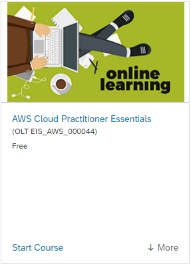 online
learning
AWS Cloud Practitioner Essentials
(OLT EIS_AWS_000044)
Free
Start Course
↓ More